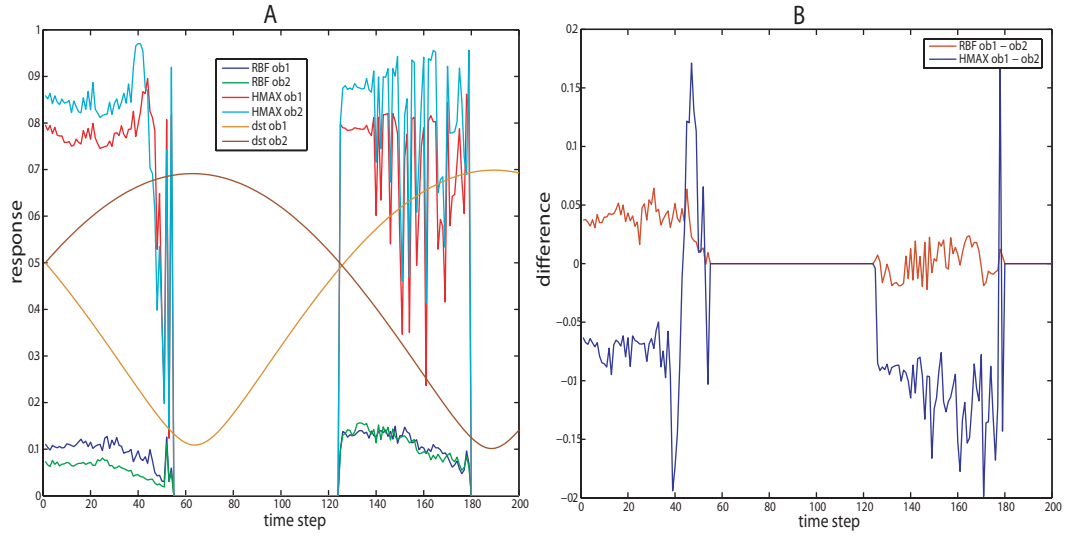 A
response
1
0.9
0.8
0.7
0.6
0.5
0.4
0.3
0.2
0.1
0
RBF ob1
RBF ob2
HMAX ob1
HMAX ob2
dst ob1
dst ob2
0 20 40 60 80 100 120 140 160 180 200
time step
B
difference
0.2
0.15
0.1
0.05
0
−0.05
−01
−0.15
−02
RBF ob1 − ob2
HMAX ob1 − ob2
0 20 40 60 80 100 120 140 160 180 200
time step